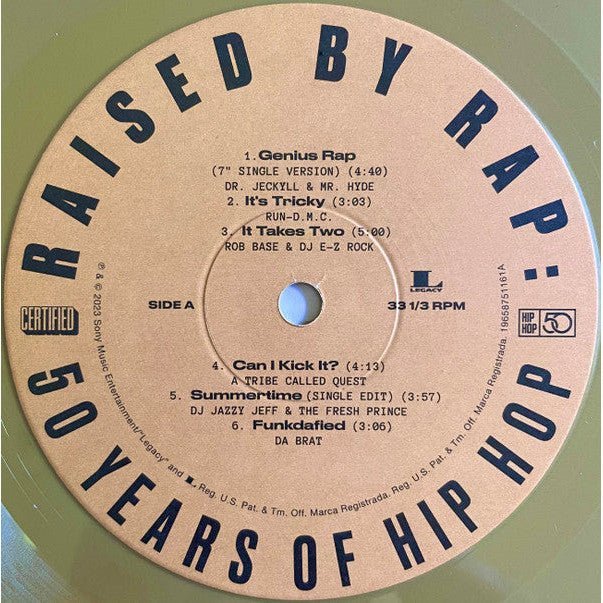 RAISED BY RAP:
1. Genius Rap
(7" SINGLE VERSION) (4:40)
DR. JECKYLL & MR. HYDE
2. It's Tricky (3:03)
RUN-D.M.C.
3. It Takes Two (5:00)
ROB BASE & DJ E-Z ROCK
L
LEGACY
SIDE A
33 1/3 RPM
CERTIFIED
HIP HOP 50
4. Can I Kick It? (4:13)
A TRIBE CALLED QUEST
5. Summertime (SINGLE EDIT) (3:57)
DJ JAZZY JEFF & THE FRESH PRINCE
6. Funkdafied (3:06)
DA BRAT
℗ & © 2023 Sony Music Entertainment/"Legacy" and L, Reg. U.S. Pat. & Tm. Off. Marca Registrada. Reg. U.S. Pat. & Tm. Off. Marca Registrada. 19658751161A
50 YEARS OF HIP HOP